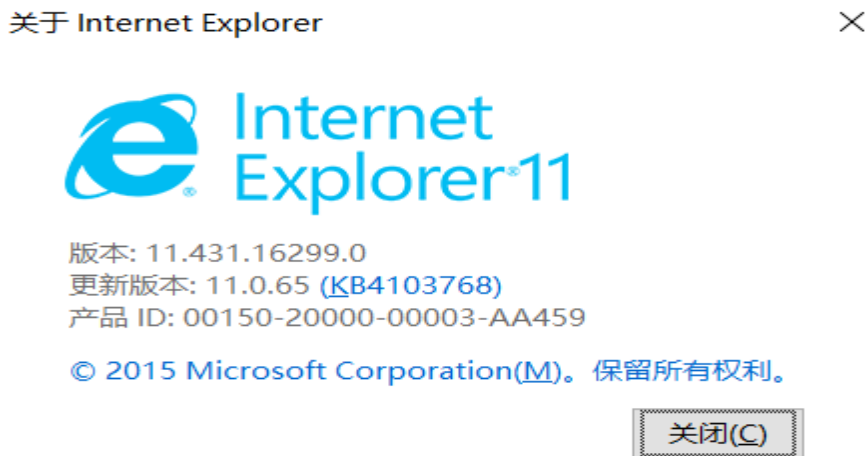 关于 Internet Explorer
Internet
Explorer®11
版本: 11.431.16299.0
更新版本: 11.0.65 (KB4103768)
产品 ID: 00150-20000-00003-AA459
© 2015 Microsoft Corporation(M)。保留所有权利。
关闭(C)